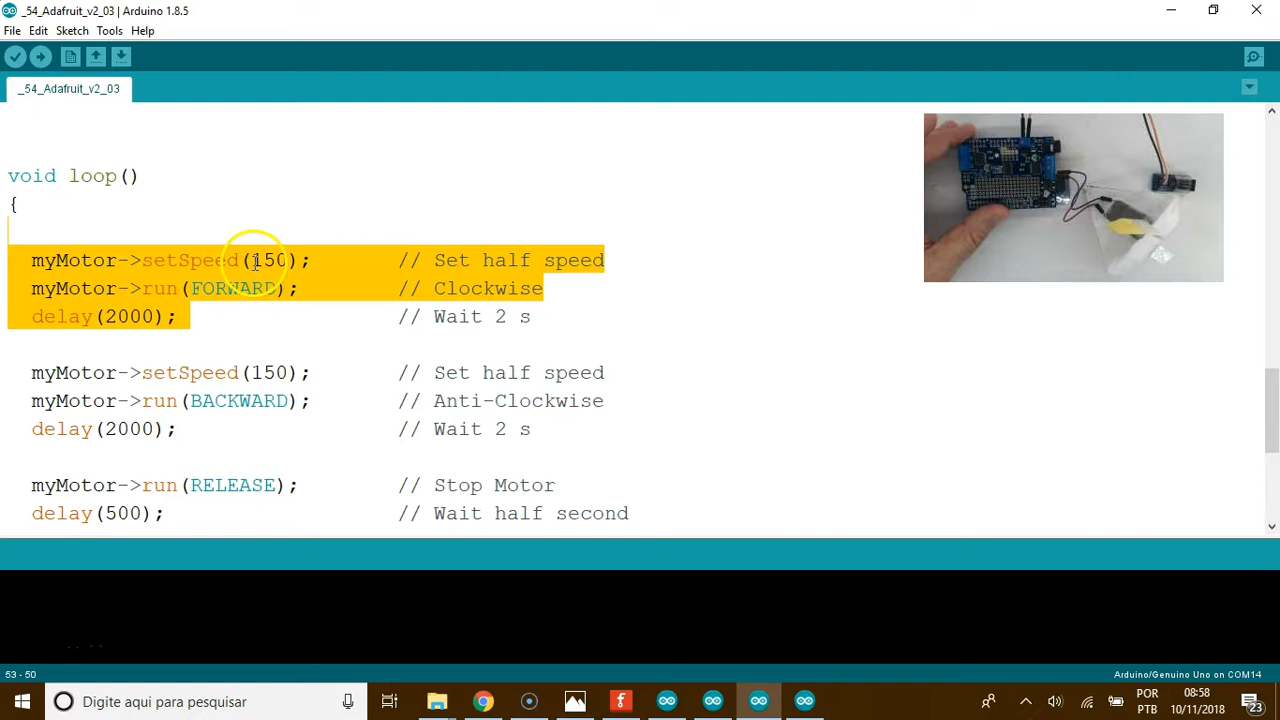 _54_Adafruit_v2_03 | Arduino 1.8.5
File Edit Sketch Tools Help
_54_Adafruit_v2_03
void loop()
{
myMotor->setSpeed(150); // Set half speed
myMotor->run(FORWARD); // Clockwise
delay(2000); // Wait 2 s
myMotor->setSpeed(150); // Set half speed
myMotor->run(BACKWARD); // Anti-Clockwise
delay(2000); // Wait 2 s
myMotor->run(RELEASE); // Stop Motor
delay(500); // Wait half second
53 - 50
Arduino/Genuino Uno on COM14
Digite aqui para pesquisar
POR
PTB2
08:58
10/11/2018
23